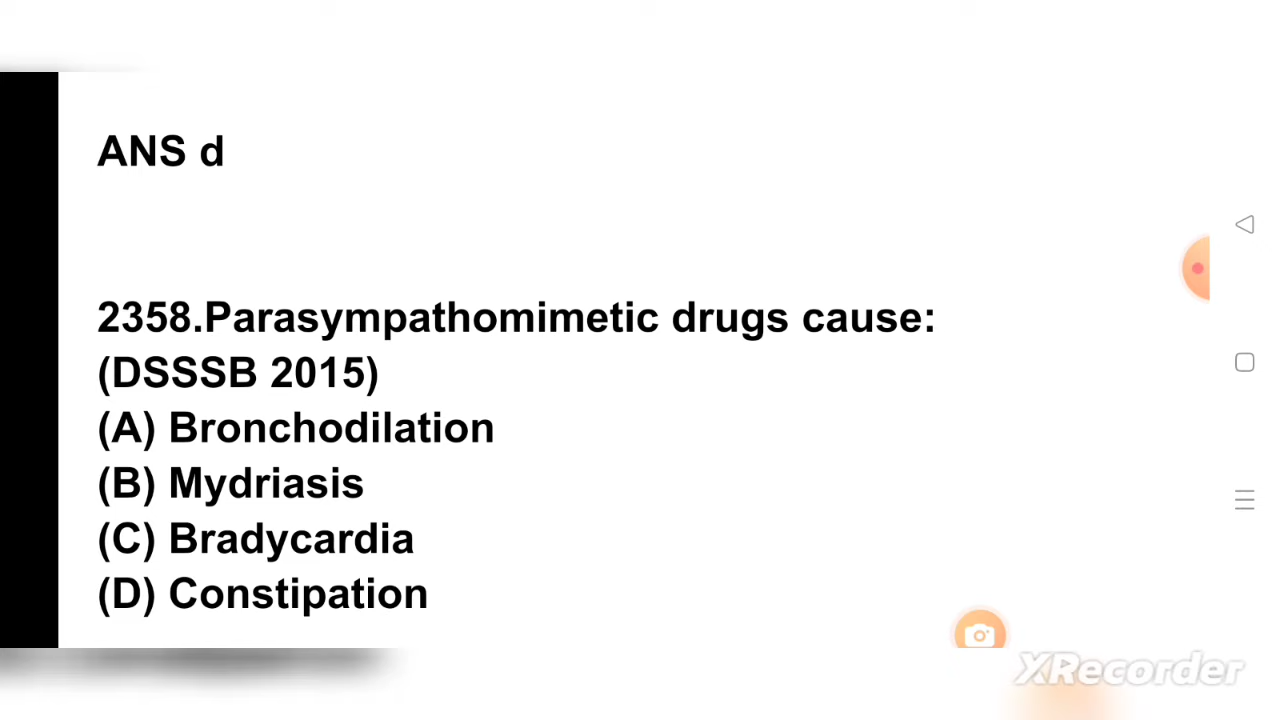 ANS d
2358.Parasympathomimetic drugs cause:
(DSSSB 2015)
(A) Bronchodilation
(B) Mydriasis
(C) Bradycardia
(D) Constipation
XRecorder